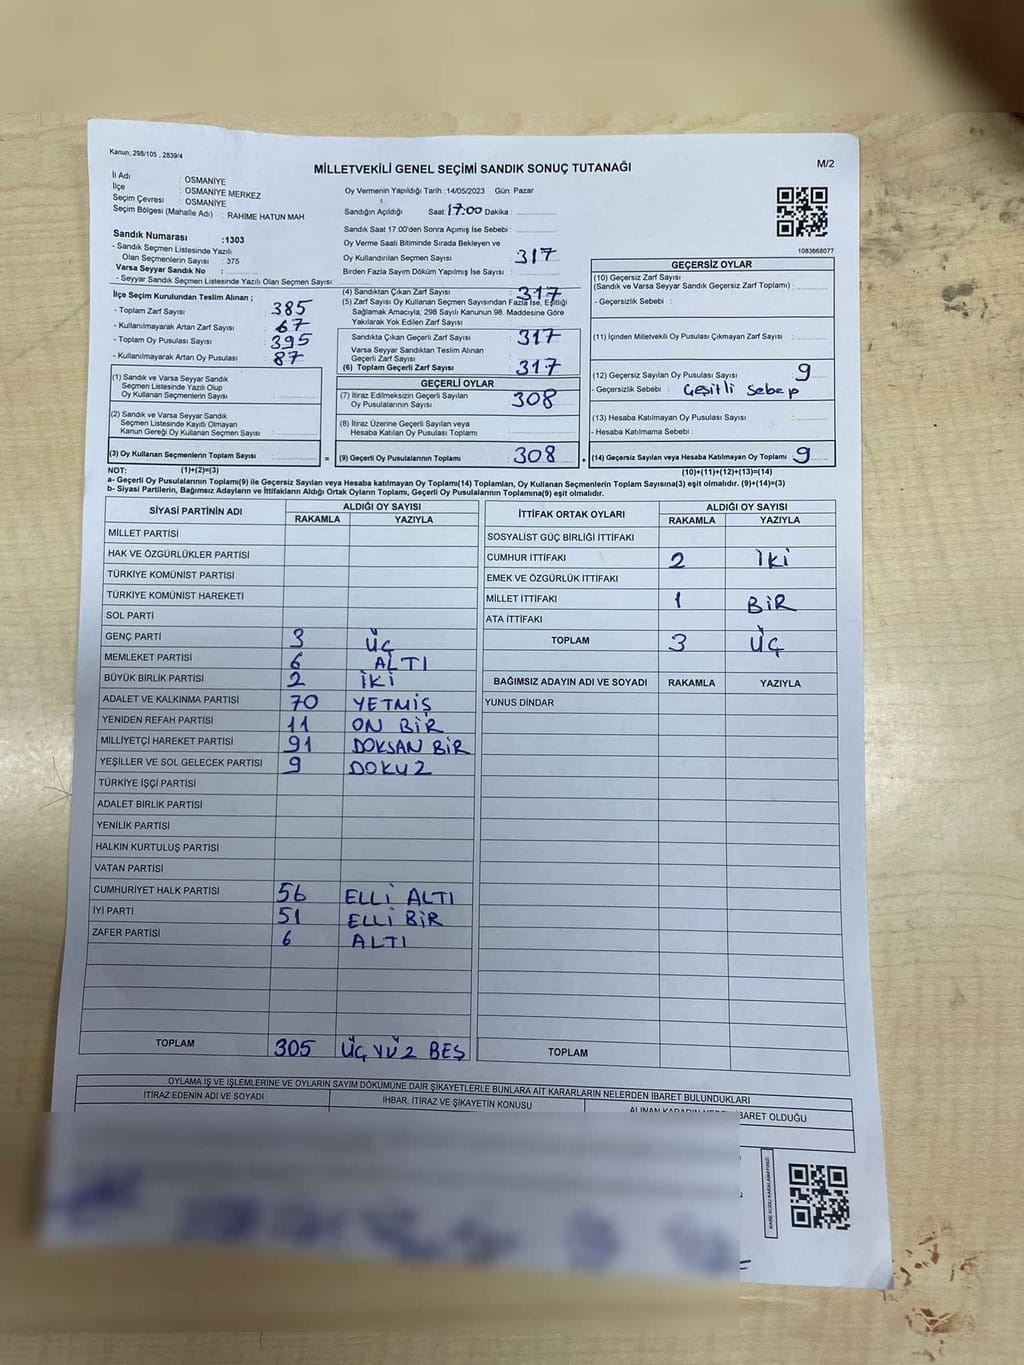 Kanun; 298/105 , 2839/4
MİLLETVEKİLİ GENEL SEÇİMİ SANDIK SONUÇ TUTANAĞI
M/2
İl Adı : OSMANİYE
İlçe : OSMANİYE MERKEZ
Seçim Çevresi : OSMANİYE
Seçim Bölgesi (Mahalle Adı) : RAHİME HATUN MAH
Sandık Numarası :1303
- Sandık Seçmen Listesinde Yazılı
Olan Seçmenlerin Sayısı : 375
Varsa Seyyar Sandık No :
- Seyyar Sandık Seçmen Listesinde Yazılı Olan Seçmen Sayısı:
İlçe Seçim Kurulundan Teslim Alınan ;
- Toplam Zarf Sayısı : 385
- Kullanılmayarak Artan Zarf Sayısı : 67
- Toplam Oy Pusulası Sayısı : 395
- Kullanılmayarak Artan Oy Pusulası : 87
(1) Sandık ve Varsa Seyyar Sandık
Seçmen Listesinde Yazılı Olup
Oy Kullanan Seçmenlerin Sayısı :
(2) Sandık ve Varsa Seyyar Sandık
Seçmen Listesinde Kayıtlı Olmayan
Kanun Gereği Oy Kullanan Seçmen Sayısı :
(3) Oy Kullanan Seçmenlerin Toplam Sayısı :
Oy Vermenin Yapıldığı Tarih :14/05/2023 Gün: Pazar
Sandığın Açıldığı Saat: 17:00 Dakika :
Sandık Saat 17.00'den Sonra Açımış İse Sebebi :
Oy Verme Saati Bitiminde Sırada Bekleyen ve
Oy Kullandırılan Seçmen Sayısı : 317
Birden Fazla Sayım Döküm Yapılmış İse Sayısı :
(4) Sandıktan Çıkan Zarf Sayısı : 317
(5) Zarf Sayısı Oy Kullanan Seçmen Sayısından Fazla İse, Eşitliği
Sağlamak Amacıyla, 298 Sayılı Kanunun 98. Maddesine Göre
Yakılarak Yok Edilen Zarf Sayısı :
Sandıkta Çıkan Geçerli Zarf Sayısı : 317
Varsa Seyyar Sandıktan Teslim Alınan
Geçerli Zarf Sayısı :
(6) Toplam Geçerli Zarf Sayısı : 317
GEÇERLİ OYLAR
(7) İtiraz Edilmeksizin Geçerli Sayılan
Oy Pusulalarının Sayısı : 308
(8) İtiraz Üzerine Geçerli Sayılan veya
Hesaba Katılan Oy Pusulası Toplamı :
= (9) Geçerli Oy Pusulalarının Toplamı : 308
1083668077
GEÇERSİZ OYLAR
(10) Geçersiz Zarf Sayısı
(Sandık ve Varsa Seyyar Sandık Geçersiz Zarf Toplamı) :
- Geçersizlik Sebebi :
(11) İçinden Milletvekili Oy Pusulası Çıkmayan Zarf Sayısı :
(12) Geçersiz Sayılan Oy Pusulası Sayısı : 9
- Geçersizlik Sebebi : Çeşitli Sebep
(13) Hesaba Katılmayan Oy Pusulası Sayısı :
- Hesaba Katılmama Sebebi :
+ (14) Geçersiz Sayılan veya Hesaba Katılmayan Oy Toplamı : 9
NOT: (1)+(2)=(3)
(10)+(11)+(12)+(13)=(14)
a- Geçerli Oy Pusulalarının Toplamı(9) ile Geçersiz Sayılan veya Hesaba katılmayan Oy Toplamı(14) Toplamları, Oy Kullanan Seçmenlerin Toplam Sayısına(3) eşit olmalıdır. (9)+(14)=(3)
b- Siyasi Partilerin, Bağımsız Adayların ve İttifakların Aldığı Ortak Oyların Toplamı, Geçerli Oy Pusulalarının Toplamına(9) eşit olmalıdır.
SİYASİ PARTİNİN ADI ALDIĞI OY SAYISI
RAKAMLA YAZIYLA
MİLLET PARTİSİ
HAK VE ÖZGÜRLÜKLER PARTİSİ
TÜRKİYE KOMÜNİST PARTİSİ
TÜRKİYE KOMÜNİST HAREKETİ
SOL PARTİ
GENÇ PARTİ 3 ÜÇ
MEMLEKET PARTİSİ 6 ALTI
BÜYÜK BİRLİK PARTİSİ 2 İKİ
ADALET VE KALKINMA PARTİSİ 70 YETMİŞ
YENİDEN REFAH PARTİSİ 11 ON BİR
MİLLİYETÇİ HAREKET PARTİSİ 91 DOKSAN BİR
YEŞİLLER VE SOL GELECEK PARTİSİ 9 DOKUZ
TÜRKİYE İŞÇİ PARTİSİ
ADALET BİRLİK PARTİSİ
YENİLİK PARTİSİ
HALKIN KURTULUŞ PARTİSİ
VATAN PARTİSİ
CUMHURİYET HALK PARTİSİ 56 ELLİ ALTI
İYİ PARTİ 51 ELLİ BİR
ZAFER PARTİSİ 6 ALTI
TOPLAM 305 ÜÇ YÜZ BEŞ
İTTİFAK ORTAK OYLARI ALDIĞI OY SAYISI
RAKAMLA YAZIYLA
SOSYALİST GÜÇ BİRLİĞİ İTTİFAKI
CUMHUR İTTİFAKI 2 İKİ
EMEK VE ÖZGÜRLÜK İTTİFAKI
MİLLET İTTİFAKI 1 BİR
ATA İTTİFAKI
TOPLAM 3 ÜÇ
BAĞIMSIZ ADAYIN ADI VE SOYADI RAKAMLA YAZIYLA
YUNUS DİNDAR
TOPLAM
OYLAMA İŞ VE İŞLEMLERİNE VE OYLARIN SAYIM DÖKÜMÜNE DAİR ŞİKAYETLERLE BUNLARA AİT KARARLARIN NELERDEN İBARET BULUNDUKLARI
İTİRAZ EDENİN ADI VE SOYADI İHBAR, İTİRAZ VE ŞİKAYETİN KONUSU ALINAN KARARIN NEDEN İBARET OLDUĞU
KARE KODU KARALAMAYINIZ!